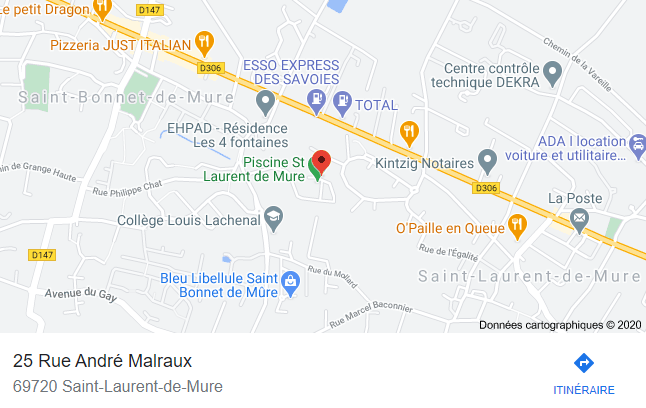 Le petit Dragon
D147
Pizzeria JUST ITALIAN
D306
Chemin de la Vareille
ESSO EXPRESS
DES SAVOIES
Centre contrôle
technique DEKRA
Saint-Bonnet-de-Mure
TOTAL
EHPAD - Résidence
Les 4 fontaines
ADA I location
voiture et utilitaire...
Piscine St
Laurent de Mure
Kintzig Notaires
in de Grange Haute
Rue Philippe Chat
D306
La Poste
Collège Louis Lachenal
O'Paille en Queue
D147
Rue de l'Égalité
Rue du Mollard
Saint-Laurent-de-Mure
Bleu Libellule Saint
Bonnet de Mûre
Avenue du Gay
Rue Marcel Baconnier
Données cartographiques © 2020
25 Rue André Malraux
69720 Saint-Laurent-de-Mure
ITINÉRAIRE